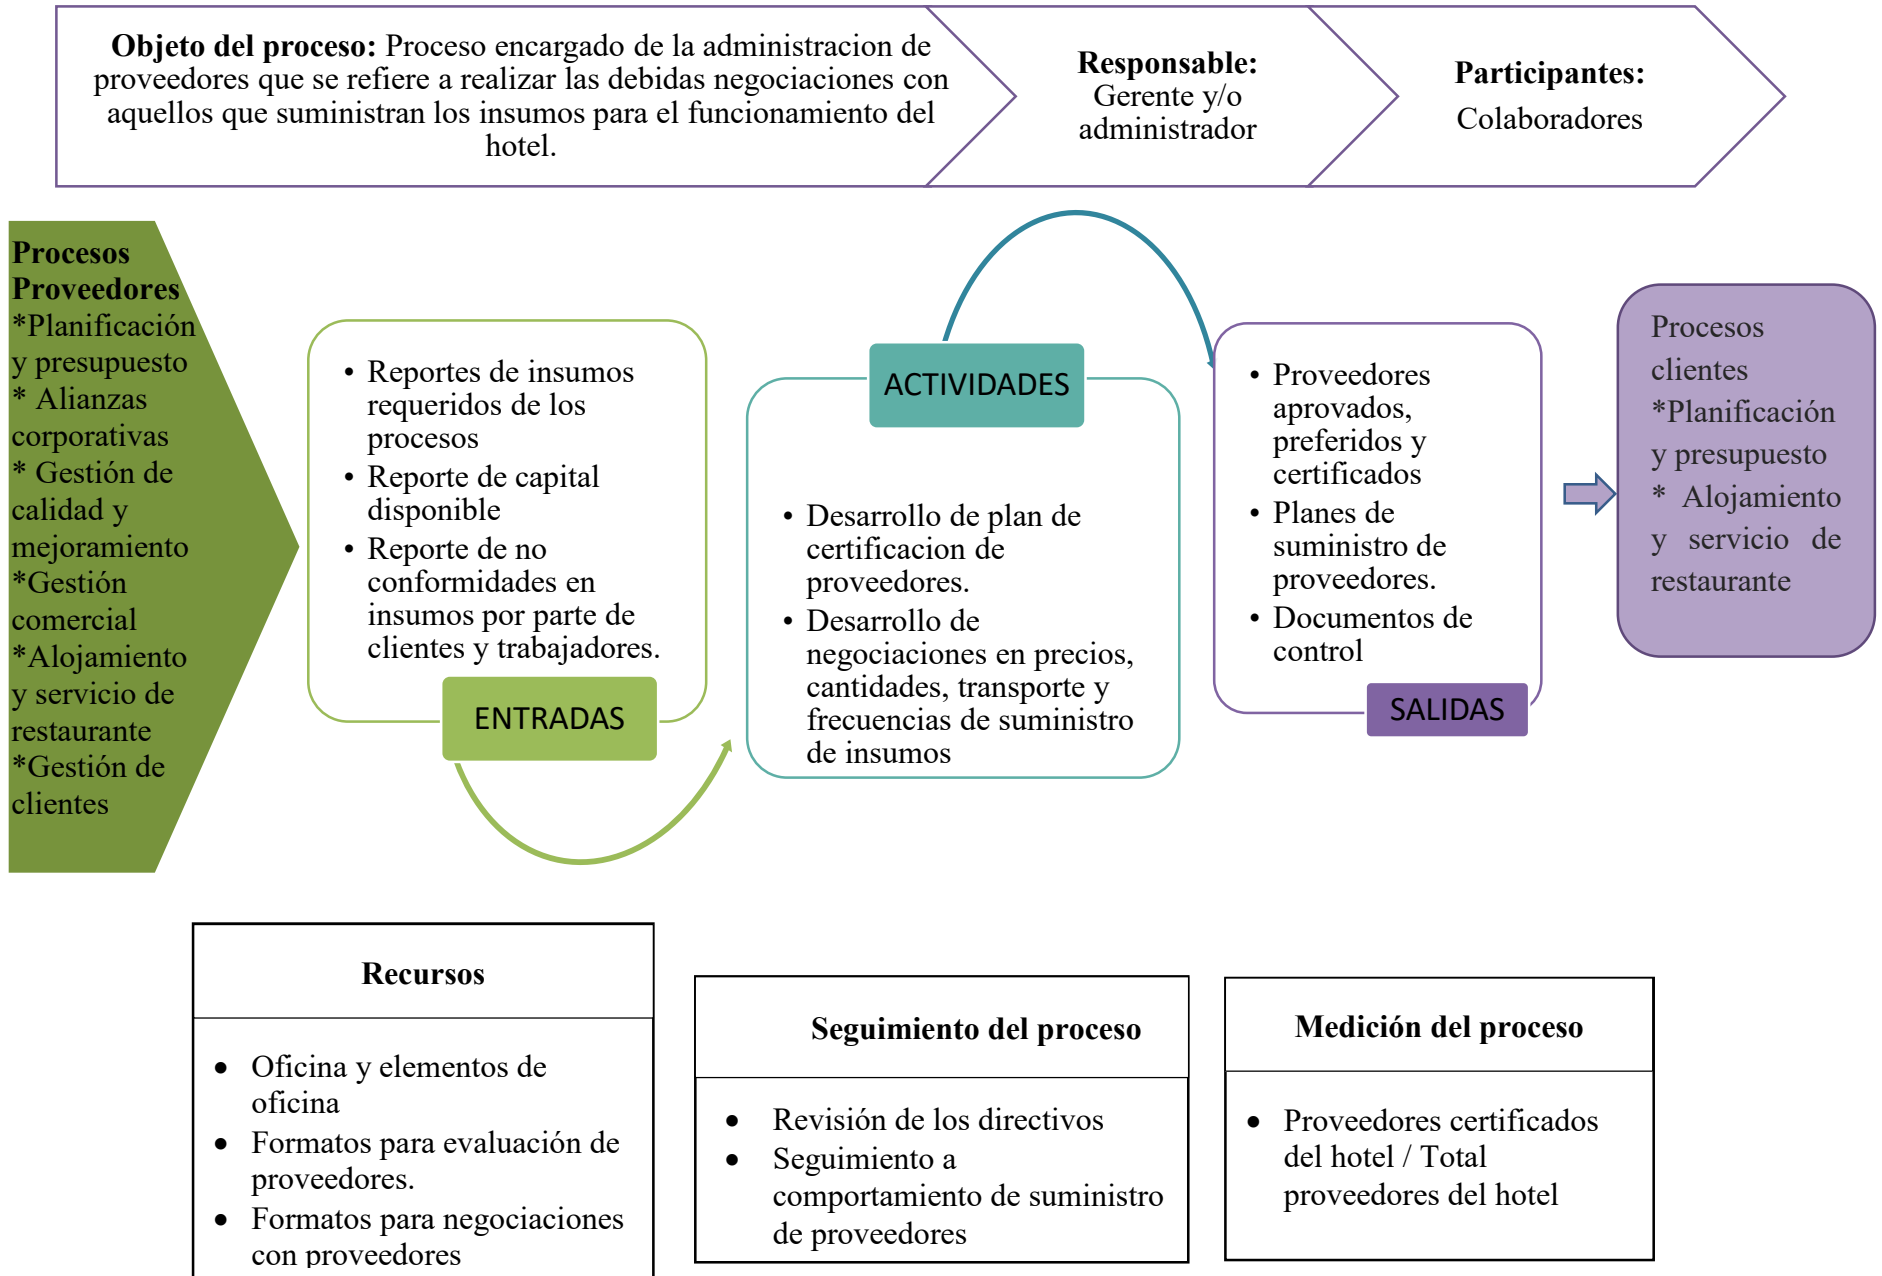 Objeto del proceso: Proceso encargado de la administracion de
proveedores que se refiere a realizar las debidas negociaciones con
aquellos que suministran los insumos para el funcionamiento del
hotel.
Responsable:
Gerente y/o
administrador
Participantes:
Colaboradores
Procesos
Proveedores
*Planificación
y presupuesto
* Alianzas
corporativas
* Gestión de
calidad y
mejoramiento
*Gestión
comercial
*Alojamiento
y servicio de
restaurante
*Gestión de
clientes
• Reportes de insumos
requeridos de los
procesos
• Reporte de capital
disponible
• Reporte de no
conformidades en
insumos por parte de
clientes y trabajadores.
ENTRADAS
ACTIVIDADES
• Desarrollo de plan de
certificacion de
proveedores.
• Desarrollo de
negociaciones en precios,
cantidades, transporte y
frecuencias de suministro
de insumos
• Proveedores
aprovados,
preferidos y
certificados
• Planes de
suministro de
proveedores.
• Documentos de
control
SALIDAS
Procesos
clientes
*Planificación
y presupuesto
* Alojamiento
y servicio de
restaurante
Recursos
• Oficina y elementos de
oficina
• Formatos para evaluación de
proveedores.
• Formatos para negociaciones
con proveedores
Seguimiento del proceso
• Revisión de los directivos
• Seguimiento a
comportamiento de suministro
de proveedores
Medición del proceso
• Proveedores certificados
del hotel / Total
proveedores del hotel